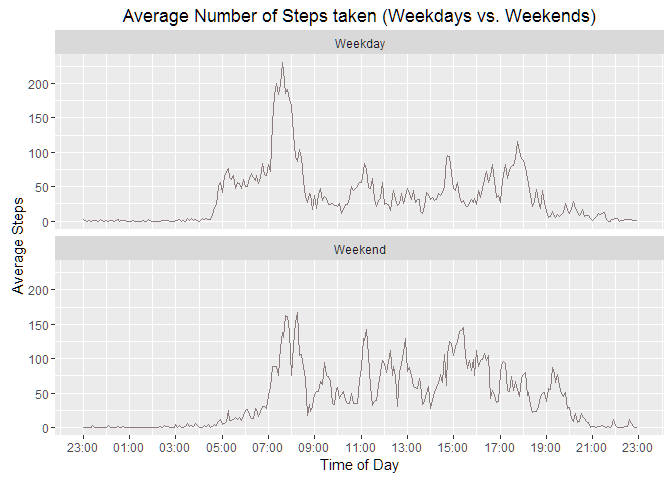 Average Number of Steps taken (Weekdays vs. Weekends)
Weekday
200
150
100
50
0
Average Steps
Weekend
200
150
100
50
0
23:00 01:00 03:00 05:00 07:00 09:00 11:00 13:00 15:00 17:00 19:00 21:00 23:00
Time of Day